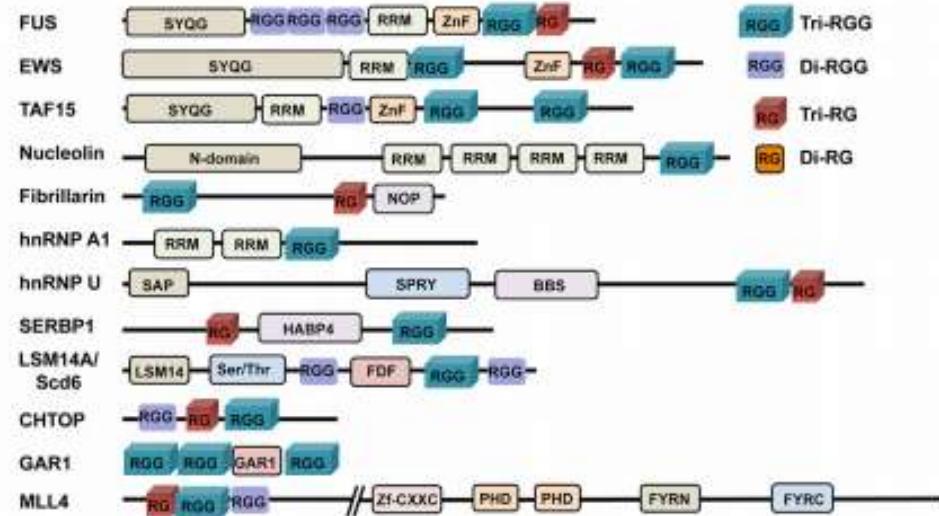 FUS SYQG RGG RGG RGG RRM ZnF RGG RG RGG Tri-RGG
EWS SYQG RRM RGG ZnF RG RGG RGG Di-RGG
TAF15 SYQG RRM RGG ZnF RGG RGG RG Tri-RG
Nucleolin N-domain RRM RRM RRM RRM RGG RG Di-RG
Fibrillarin RGG RG NOP
hnRNP A1 RRM RRM RGG
hnRNP U SAP SPRY BBS RGG RG
SERBP1 RG HABP4 RGG
LSM14A/ LSM14 Ser/Thr RGG FDF RGG RGG
Scd6
CHTOP RGG RG RGG
GAR1 RGG RGG GAR1 RGG
MLL4 RG RGG RGG Zf-CXXC PHD PHD FYRN FYRC